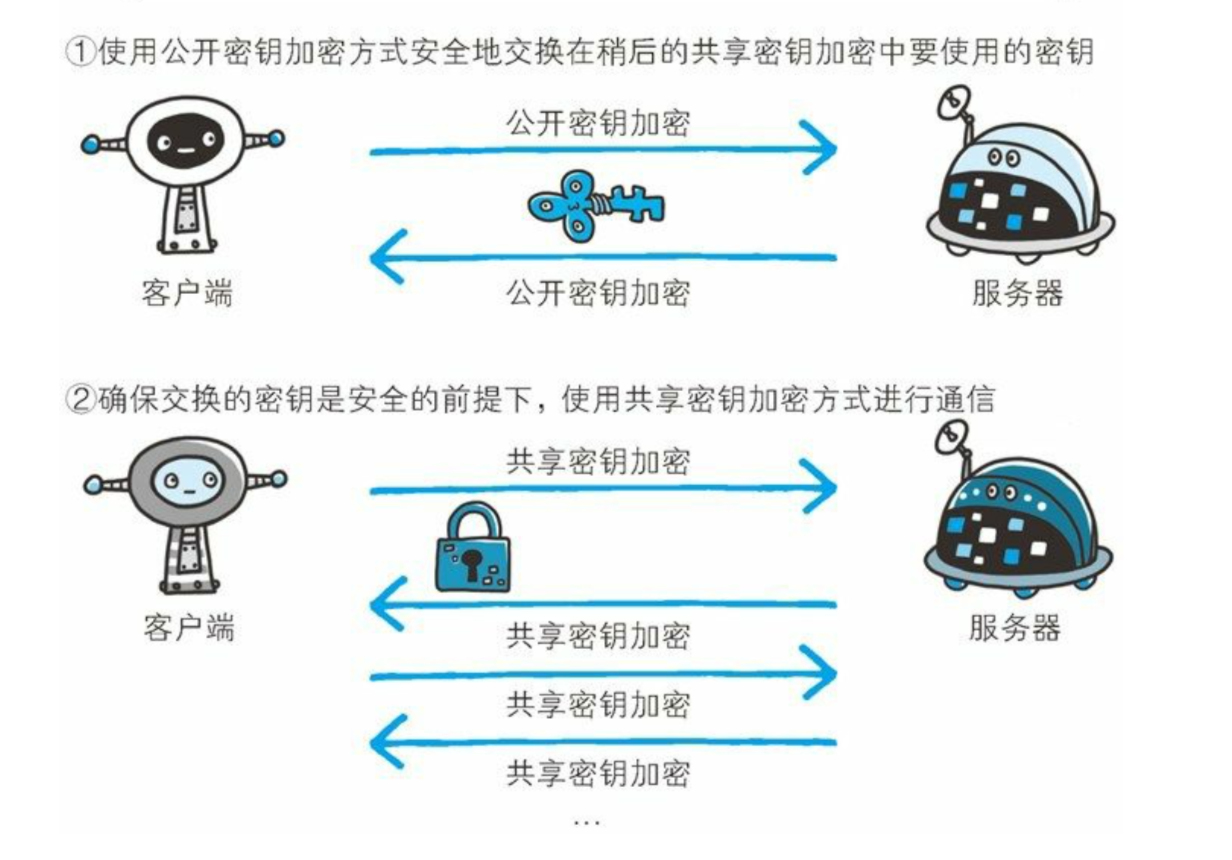 ①使用公开密钥加密方式安全地交换在稍后的共享密钥加密中要使用的密钥
公开密钥加密
客户端
公开密钥加密
服务器
②确保交换的密钥是安全的前提下，使用共享密钥加密方式进行通信
共享密钥加密
客户端
共享密钥加密
服务器
共享密钥加密
共享密钥加密
…